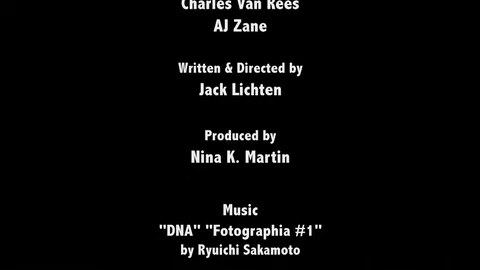 Charles Van Rees
AJ Zane
Written & Directed by
Jack Lichten
Produced by
Nina K. Martin
Music
"DNA" "Fotographia #1"
by Ryuichi Sakamoto